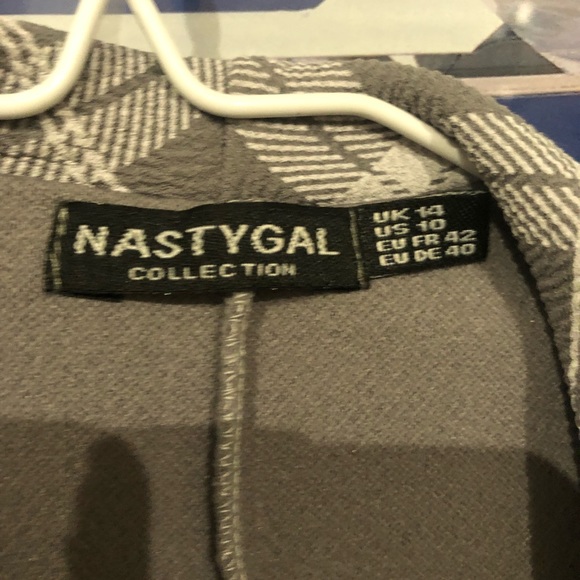 NASTYGAL
COLLECTION
UK 14
US 10
EU FR 42
EU DE 40